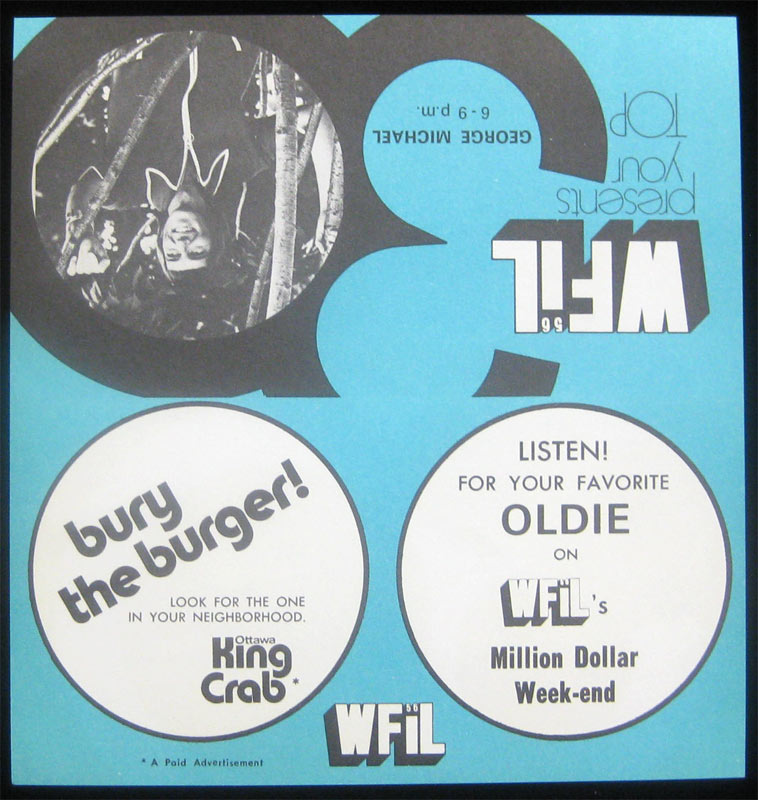 56
WFiL
presents
your
TOP
30
GEORGE MICHAEL
6 - 9 p.m.
bury
the burger!
LOOK FOR THE ONE
IN YOUR NEIGHBORHOOD.
Ottawa
King
Crab *
LISTEN!
FOR YOUR FAVORITE
OLDIE
ON
WFiL's
Million Dollar
Week-end
56
WFiL
* A Paid Advertisement